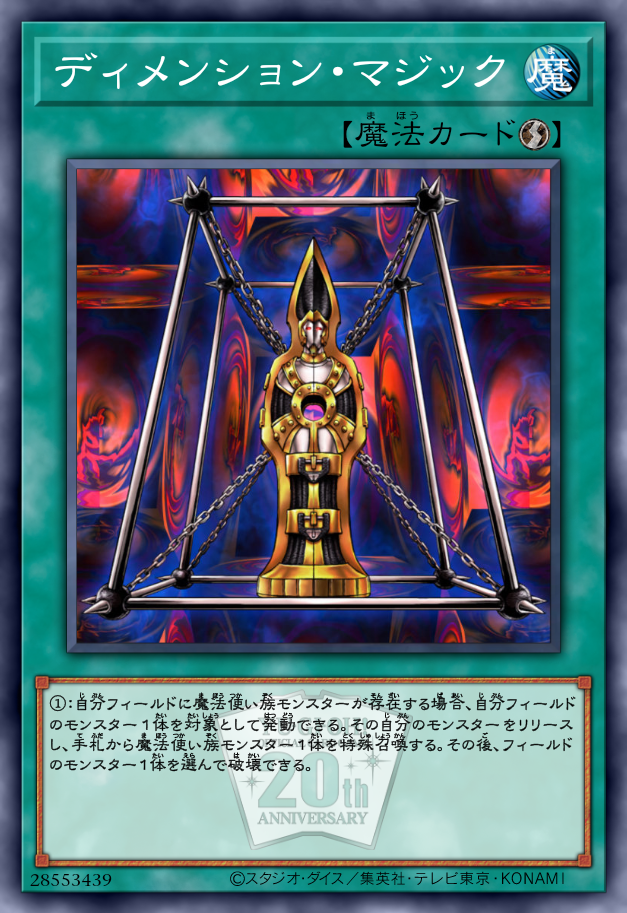 ディメンション・マジック
魔
【魔法カード】
①：自分フィールドに魔法使い族モンスターが存在する場合、自分フィールド
のモンスター１体を対象として発動できる。その自分のモンスターをリリース
し、手札から魔法使い族モンスター１体を特殊召喚する。その後、フィールド
のモンスター１体を選んで破壊できる。
20th
ANNIVERSARY
28553439 ©スタジオ・ダイス／集英社・テレビ東京・KONAMI